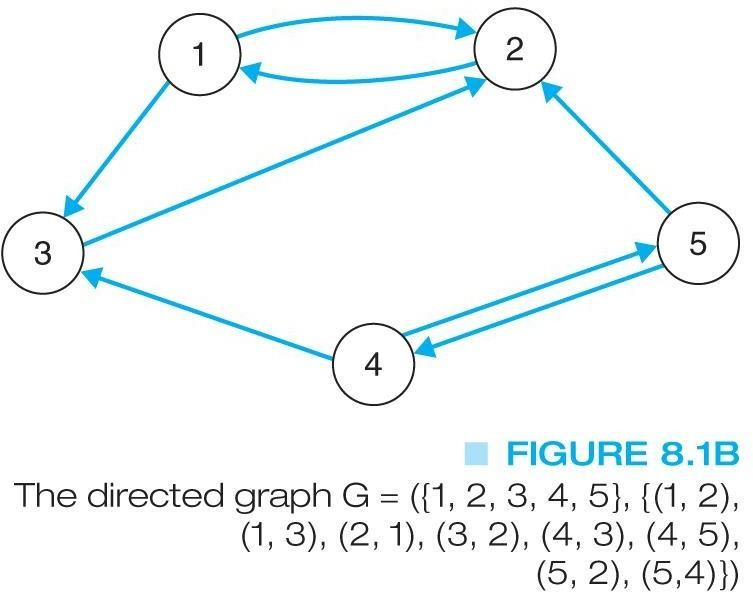 1
2
3
5
4
FIGURE 8.1B
The directed graph G = ({1, 2, 3, 4, 5}, {(1, 2),
(1, 3), (2, 1), (3, 2), (4, 3), (4, 5),
(5, 2), (5,4)})